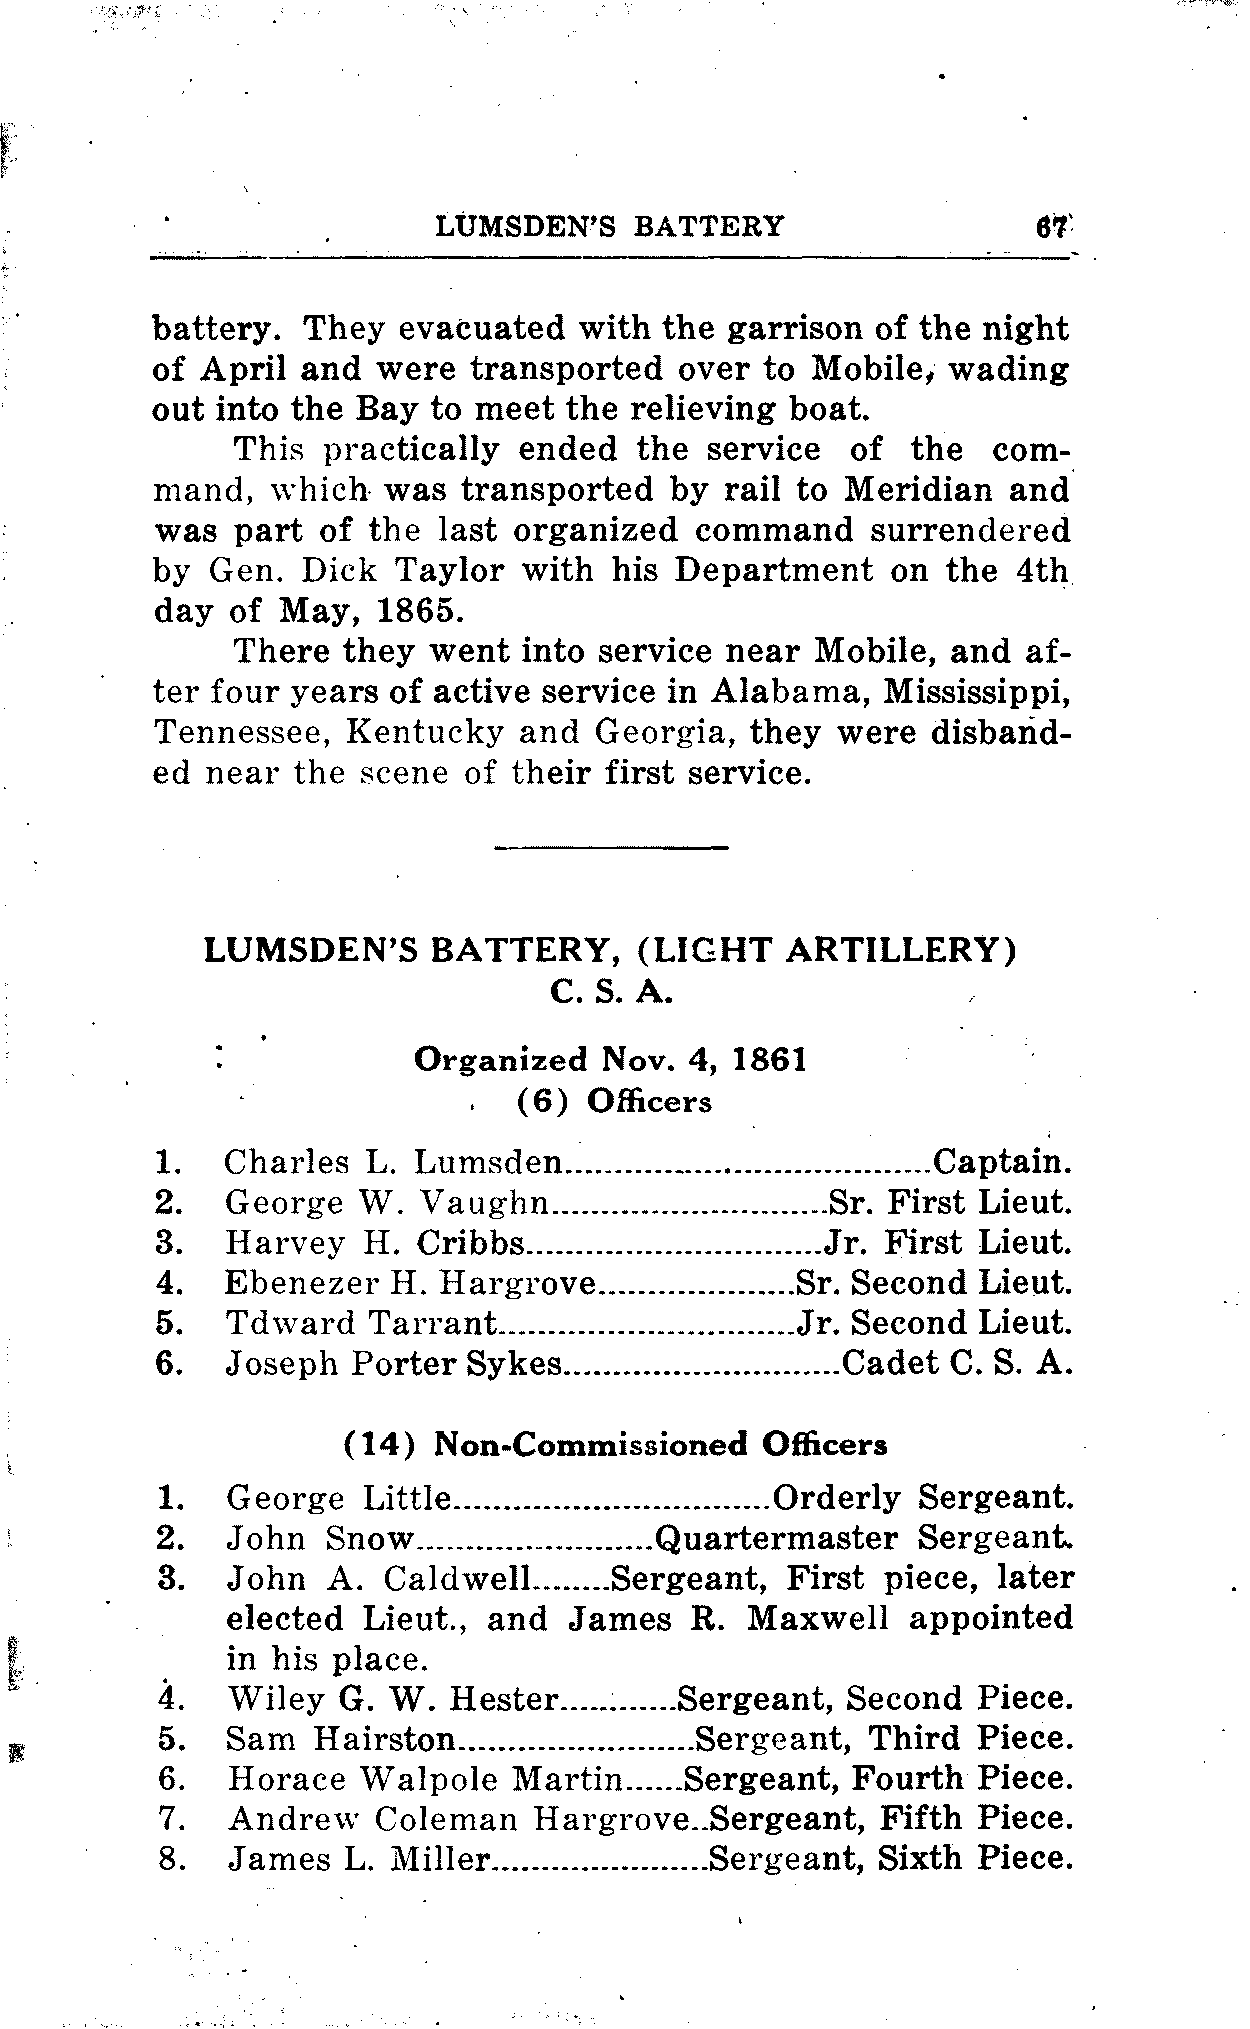 LUMSDEN'S BATTERY 67
battery. They evacuated with the garrison of the night
of April and were transported over to Mobile, wading
out into the Bay to meet the relieving boat.
This practically ended the service of the com-
mand, which was transported by rail to Meridian and
was part of the last organized command surrendered
by Gen. Dick Taylor with his Department on the 4th
day of May, 1865.
There they went into service near Mobile, and af-
ter four years of active service in Alabama, Mississippi,
Tennessee, Kentucky and Georgia, they were disband-
ed near the scene of their first service.
LUMSDEN'S BATTERY, (LIGHT ARTILLERY)
C. S. A.
Organized Nov. 4, 1861
(6) Officers
1. Charles L. Lumsden....................................Captain.
2. George W. Vaughn............................Sr. First Lieut.
3. Harvey H. Cribbs..............................Jr. First Lieut.
4. Ebenezer H. Hargrove....................Sr. Second Lieut.
5. Tdward Tarrant..............................Jr. Second Lieut.
6. Joseph Porter Sykes............................Cadet C. S. A.
(14) Non-Commissioned Officers
1. George Little................................Orderly Sergeant.
2. John Snow........................Quartermaster Sergeant.
3. John A. Caldwell........Sergeant, First piece, later
elected Lieut., and James R. Maxwell appointed
in his place.
4. Wiley G. W. Hester............Sergeant, Second Piece.
5. Sam Hairston........................Sergeant, Third Piece.
6. Horace Walpole Martin......Sergeant, Fourth Piece.
7. Andrew Coleman Hargrove..Sergeant, Fifth Piece.
8. James L. Miller......................Sergeant, Sixth Piece.